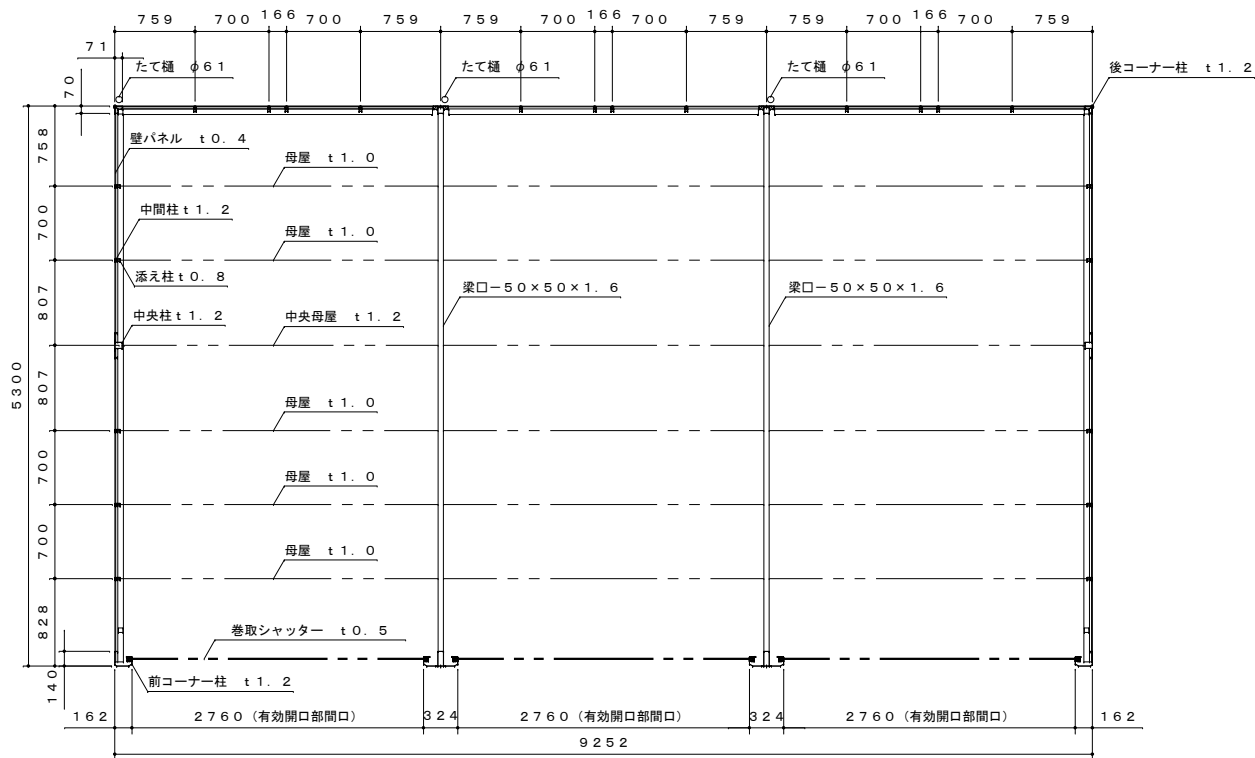 ７５９ ７００ １６６ ７００ ７５９ ７５９ ７００ １６６ ７００ ７５９ ７５９ ７００ １６６ ７００ ７５９
７１
たて樋　φ６１ たて樋　φ６１ たて樋　φ６１ 後コーナー柱　ｔ１．２
７０
壁パネル　ｔ０．４
７５８
母屋　ｔ１．０
中間柱ｔ１．２
７００
母屋　ｔ１．０
添え柱ｔ０．８
８０７
梁口－５０×５０×１．６ 梁口－５０×５０×１．６
中央柱ｔ１．２ 中央母屋　ｔ１．２
５３００
８０７
母屋　ｔ１．０
７００
母屋　ｔ１．０
７００
母屋　ｔ１．０
８２８
巻取シャッター　ｔ０．５
１４０
前コーナー柱　ｔ１．２
１６２ ２７６０（有効開口部間口） ３２４ ２７６０（有効開口部間口） ３２４ ２７６０（有効開口部間口） １６２
９２５２